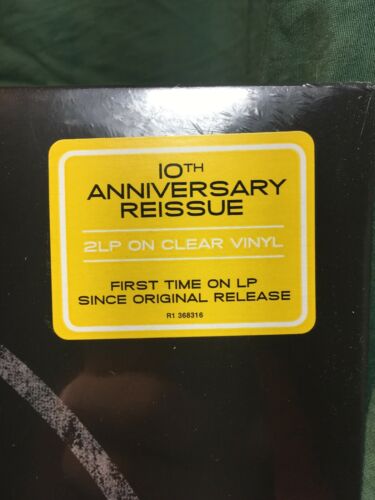 10TH
ANNIVERSARY
REISSUE
2LP ON CLEAR VINYL
FIRST TIME ON LP
SINCE ORIGINAL RELEASE
R1 368316